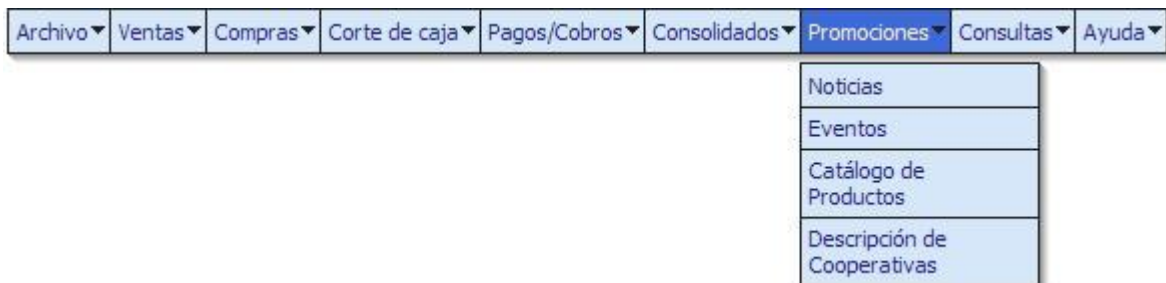 Archivo Ventas Compras Corte de caja Pagos/Cobros Consolidados Promociones Consultas Ayuda
Noticias
Eventos
Catálogo de
Productos
Descripción de
Cooperativas